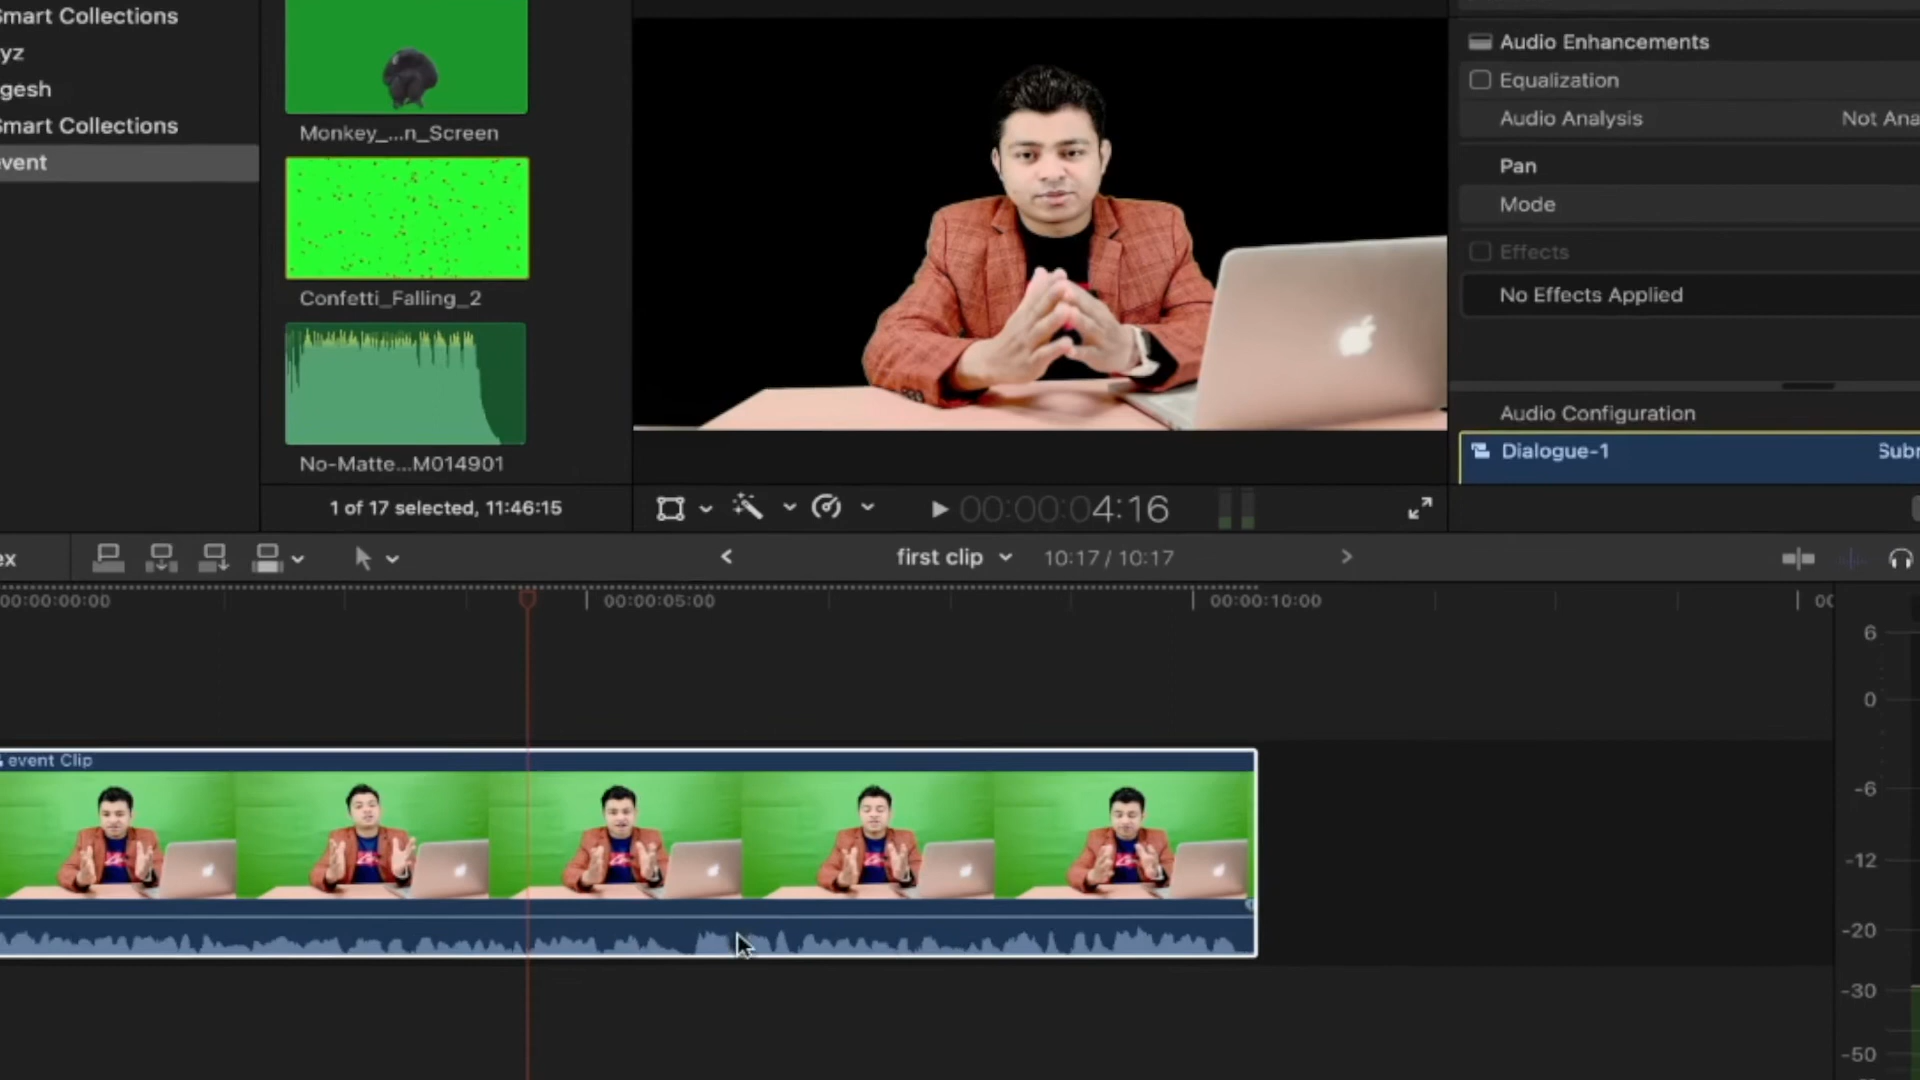 Smart Collections
yz
gesh
Smart Collections
vent
Monkey_...n_Screen
Confetti_Falling_2
No-Matte...M014901
1 of 17 selected, 11:46:15
00:00:04:16
Audio Enhancements
Equalization
Audio Analysis
Not Ana
Pan
Mode
Effects
No Effects Applied
Audio Configuration
Dialogue-1
Subr
ex
first clip
10:17 / 10:17
00:00:00:00
00:00:05:00
00:00:10:00
00
event Clip
6
0
-6
-12
-20
-30
-50